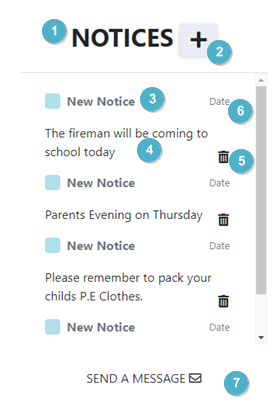 1 NOTICES + 2
New Notice 3 Date 6
The fireman will be coming to
school today 4 5
New Notice Date
Parents Evening on Thursday
New Notice Date
Please remember to pack your
childs P.E Clothes.
New Notice Date
SEND A MESSAGE 7